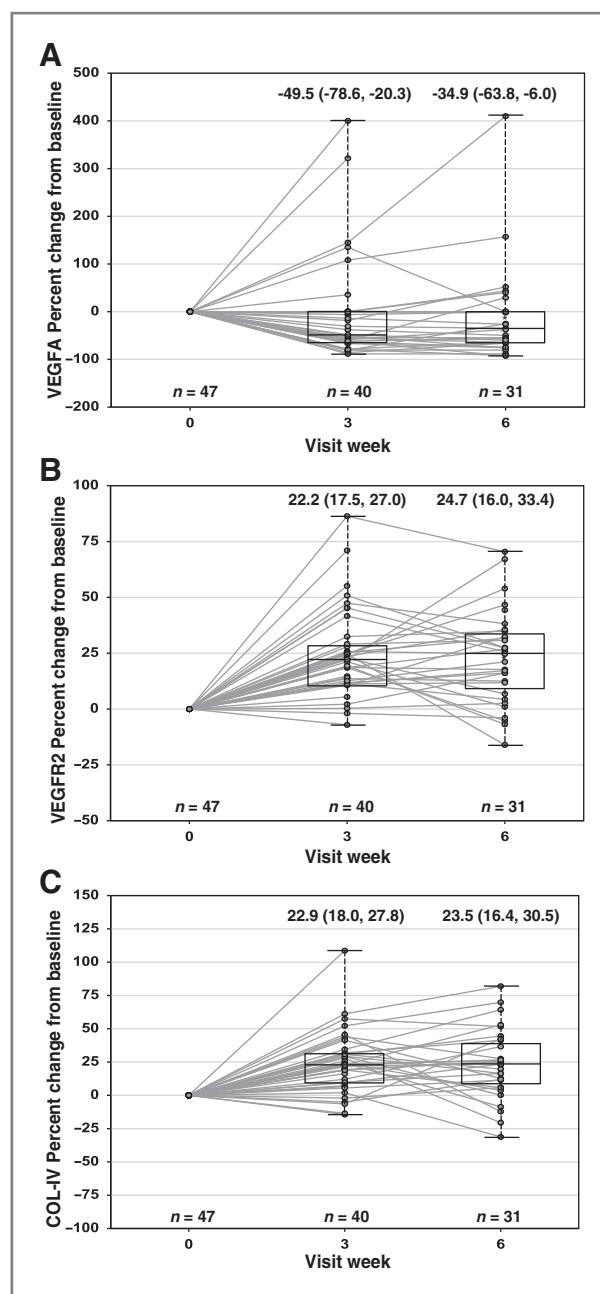 A
500
-49.5 (-78.6, -20.3) -34.9 (-63.8, -6.0)
400
300
200
100
0
−100
−200
VEGFA Percent change from baseline
n = 47 n = 40 n = 31
0 3 6
Visit week
B
100
22.2 (17.5, 27.0) 24.7 (16.0, 33.4)
75
50
25
0
−25
−50
VEGFR2 Percent change from baseline
n = 47 n = 40 n = 31
0 3 6
Visit week
C
150
22.9 (18.0, 27.8) 23.5 (16.4, 30.5)
125
100
75
50
25
0
−25
−50
−75
−100
COL-IV Percent change from baseline
n = 47 n = 40 n = 31
0 3 6
Visit week